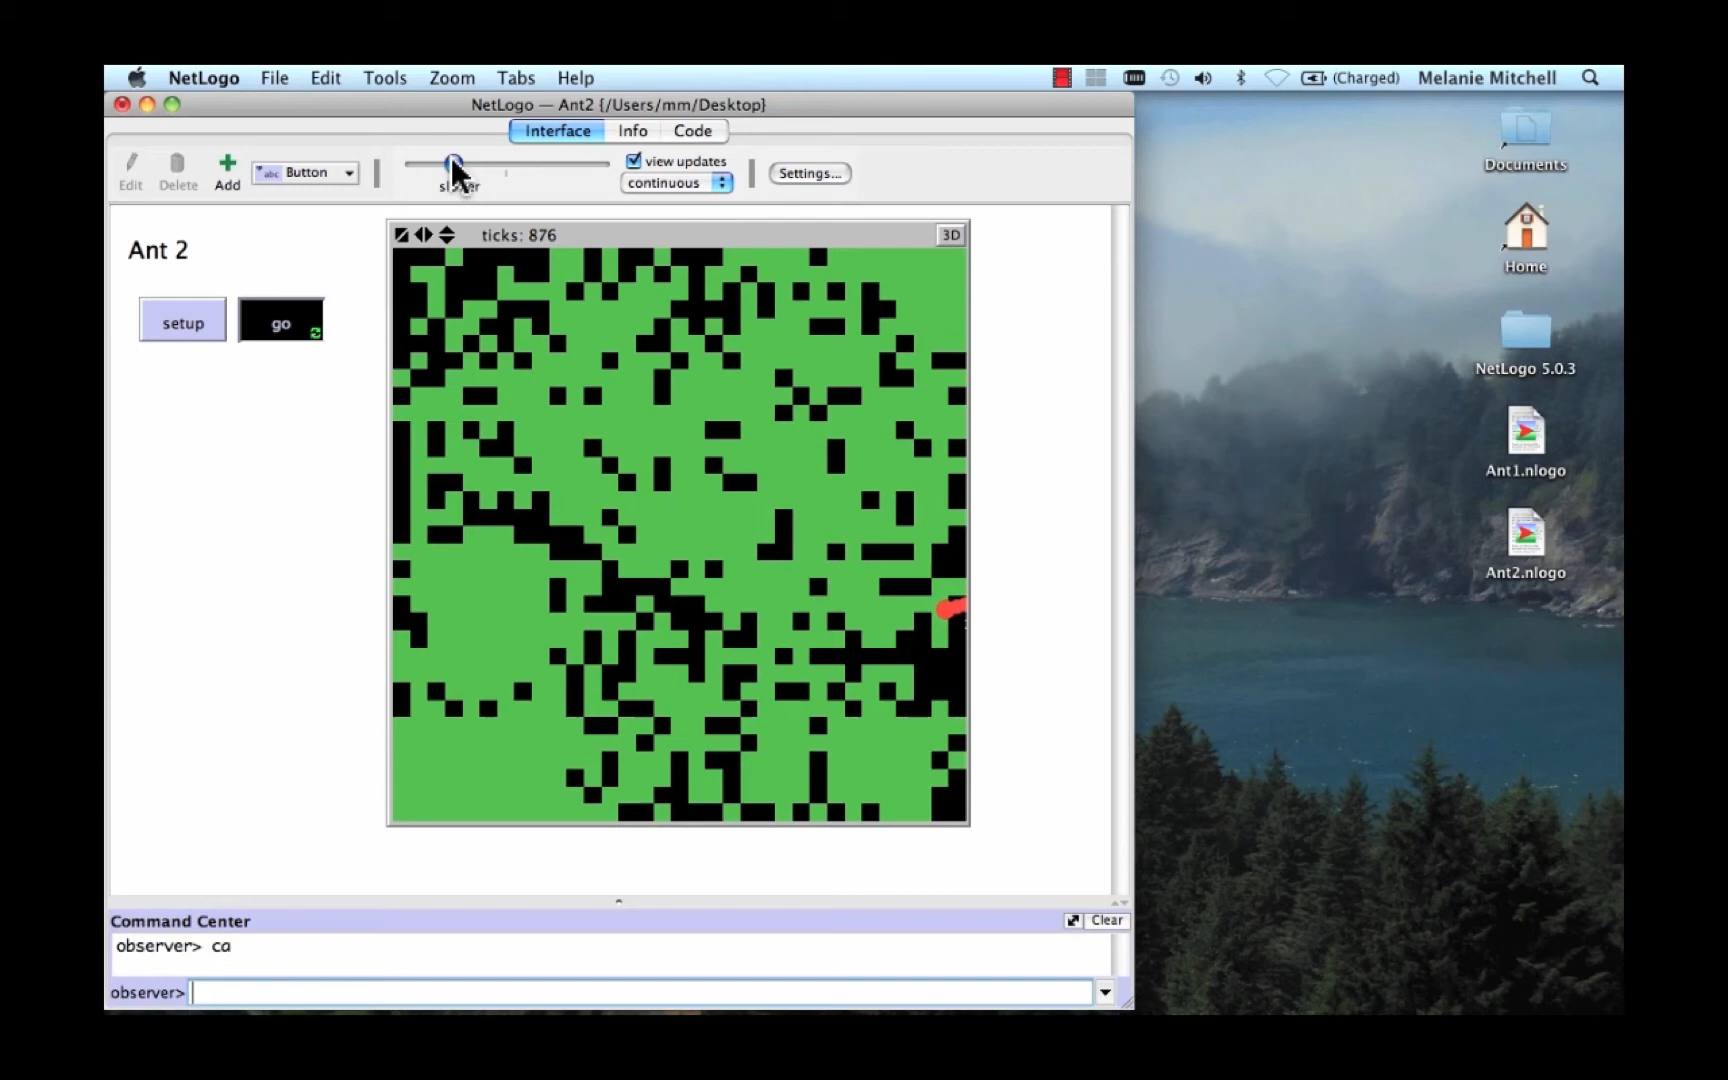 NetLogo File Edit Tools Zoom Tabs Help (Charged) Melanie Mitchell
NetLogo — Ant2 {/Users/mm/Desktop}
Interface Info Code
Edit Delete Add abc Button view updates
continuous Settings...
Ant 2
ticks: 876 3D
setup go
Documents
Home
NetLogo 5.0.3
Ant1.nlogo
Ant2.nlogo
Command Center Clear
observer> ca
observer>